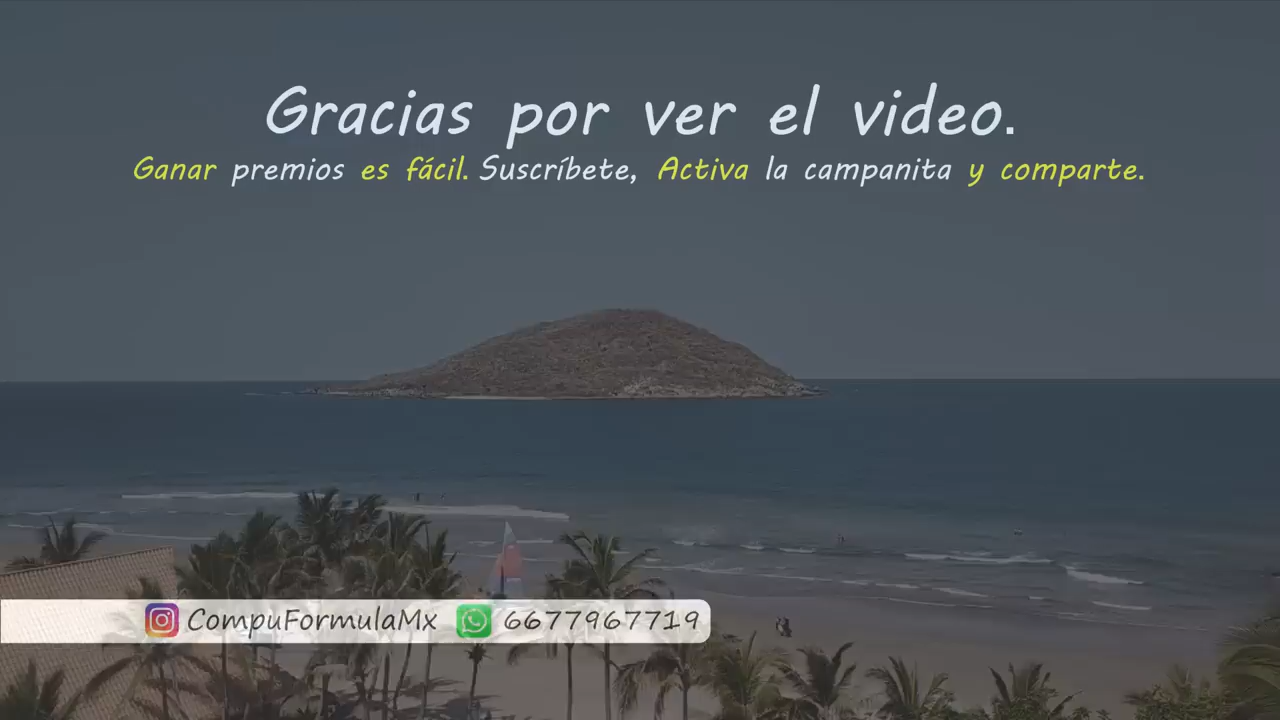 Gracias por ver el video.
Ganar premios es fácil. Suscríbete, Activa la campanita y comparte.
CompuFormulaMx 6677967719